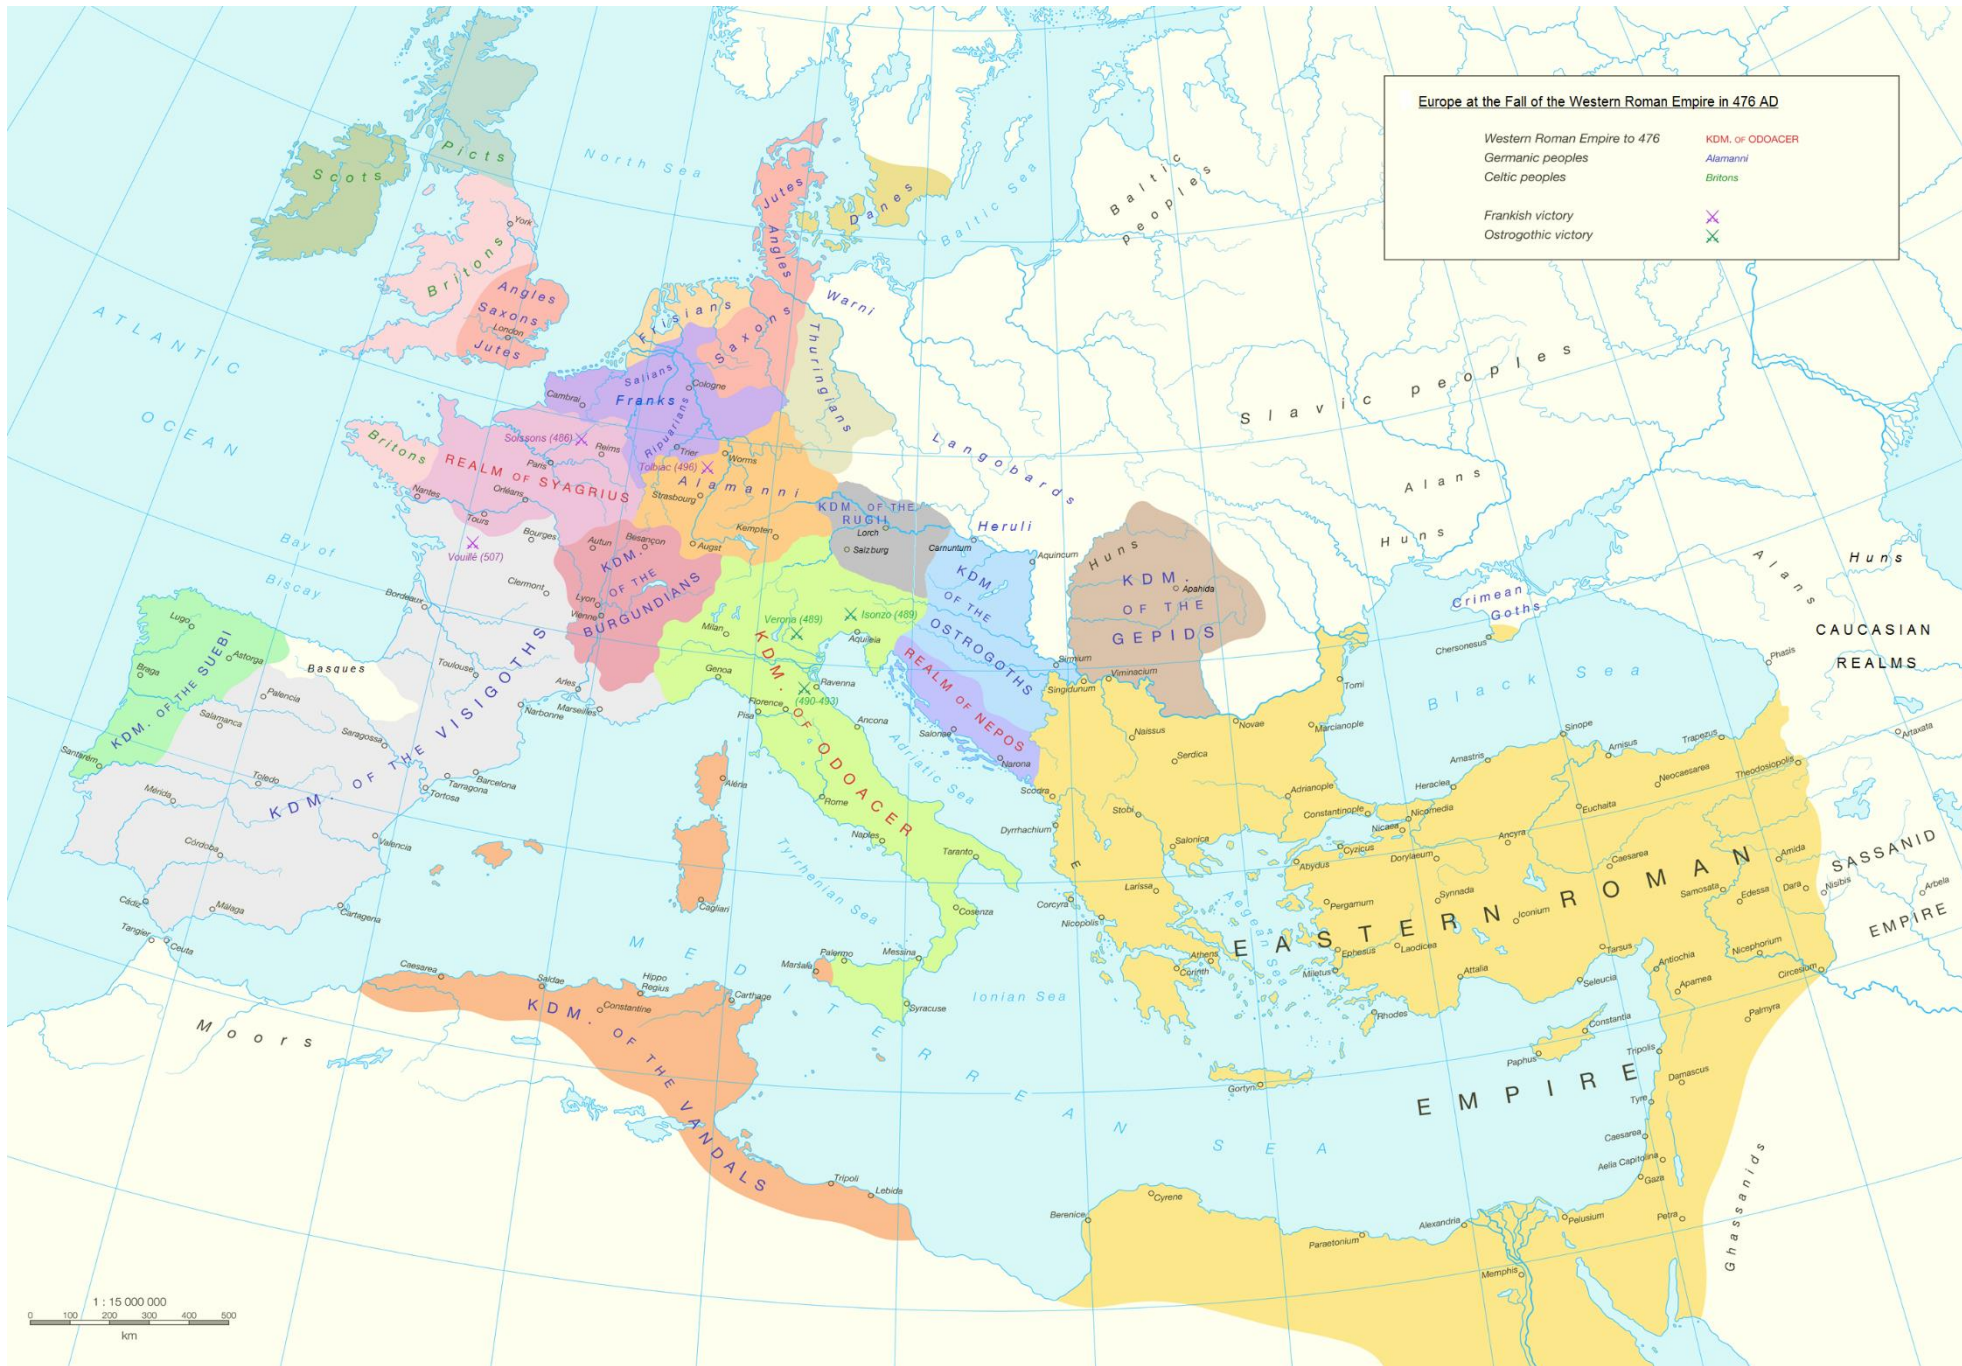 Europe at the Fall of the Western Roman Empire in 476 AD
Western Roman Empire to 476 KDM. OF ODOACER
Germanic peoples Alamanni
Celtic peoples Britons
Frankish victory
Ostrogothic victory
North Sea
Baltic Sea
Baltic
peoples
Picts
Scots
York
Britons
Angles
Saxons
London
Jutes
Jutes
Angles
Danes
Warni
Frisians
Saxons
Thuringians
ATLANTIC
OCEAN
Salians
Franks
Ripuarians
Cologne
Cambrai
Soissons (486)
Reims
Trier
Worms
Tolbiac (496)
Paris
Britons
REALM OF SYAGRIUS
Alamanni
Strasbourg
Orléans
Nantes
Tours
Kempten
Augst
Vouillé (507)
Bourges
Autun
Besançon
Clermont
Lyon
Vienne
KDM.
OF THE
BURGUNDIANS
Bay of
Biscay
Bordeaux
KDM. OF THE
RUGII
Lorch
Salzburg
Langobards
Heruli
Carnuntum
Aquincum
Slavic peoples
Alans
Huns
Alans
Huns
Huns
KDM.
OF THE
GEPIDS
Apahida
KDM.
OF THE
OSTROGOTHS
Crimean
Goths
Chersonesus
CAUCASIAN
REALMS
Phasis
Black Sea
Lugo
Astorga
Braga
KDM. OF THE SUEBI
Santarém
Basques
Palencia
Salamanca
Saragossa
Toulouse
Arles
Marseilles
Narbonne
KDM. OF THE VISIGOTHS
Toledo
Barcelona
Tarragona
Tortosa
Mérida
Córdoba
Valencia
Cádiz
Málaga
Cartagena
Tangier
Ceuta
Verona (489)
Isonzo (489)
Milan
Aquileia
Genoa
Ravenna
(490-493)
Florence
Pisa
Ancona
KDM. OF ODOACER
Rome
Naples
Taranto
Cosenza
Messina
Palermo
Marsala
Syracuse
Aléria
Cagliari
REALM OF NEPOS
Salonae
Narona
Adriatic Sea
Tyrrhenian Sea
Ionian Sea
Aegean Sea
MEDITERRANEAN SEA
Sirmium
Singidunum
Viminacium
Naissus
Serdica
Novae
Tomi
Marcianople
Scodra
Stobi
Dyrrhachium
Adrianople
Constantinople
Salonica
Larissa
Corcyra
Nicopolis
Athens
Corinth
Gortyn
E
EASTERN ROMAN
EMPIRE
Abydus
Cyzicus
Nicaea
Nicomedia
Heraclea
Amastris
Sinope
Amisus
Trapezus
Neocaesarea
Theodosiopolis
Artaxata
Euchaita
Ancyra
Dorylaeum
Caesarea
Amida
Synnada
Pergamum
Iconium
Samosata
Edessa
Dara
Nisibis
Arbela
SASSANID
EMPIRE
Ephesus
Laodicea
Miletus
Attalia
Tarsus
Seleucia
Antiochia
Nicephorium
Circesium
Apamea
Rhodes
Constantia
Paphus
Palmyra
Tripolis
Damascus
Tyre
Caesarea
Aelia Capitolina
Gaza
Petra
Ghassanids
Pelusium
Alexandria
Memphis
Paraetonium
Cyrene
Berenice
Caesarea
Saldae
Hippo
Regius
Constantine
Carthage
KDM. OF THE VANDALS
Tripoli
Lebida
Moors
1 : 15 000 000
0 100 200 300 400 500
km